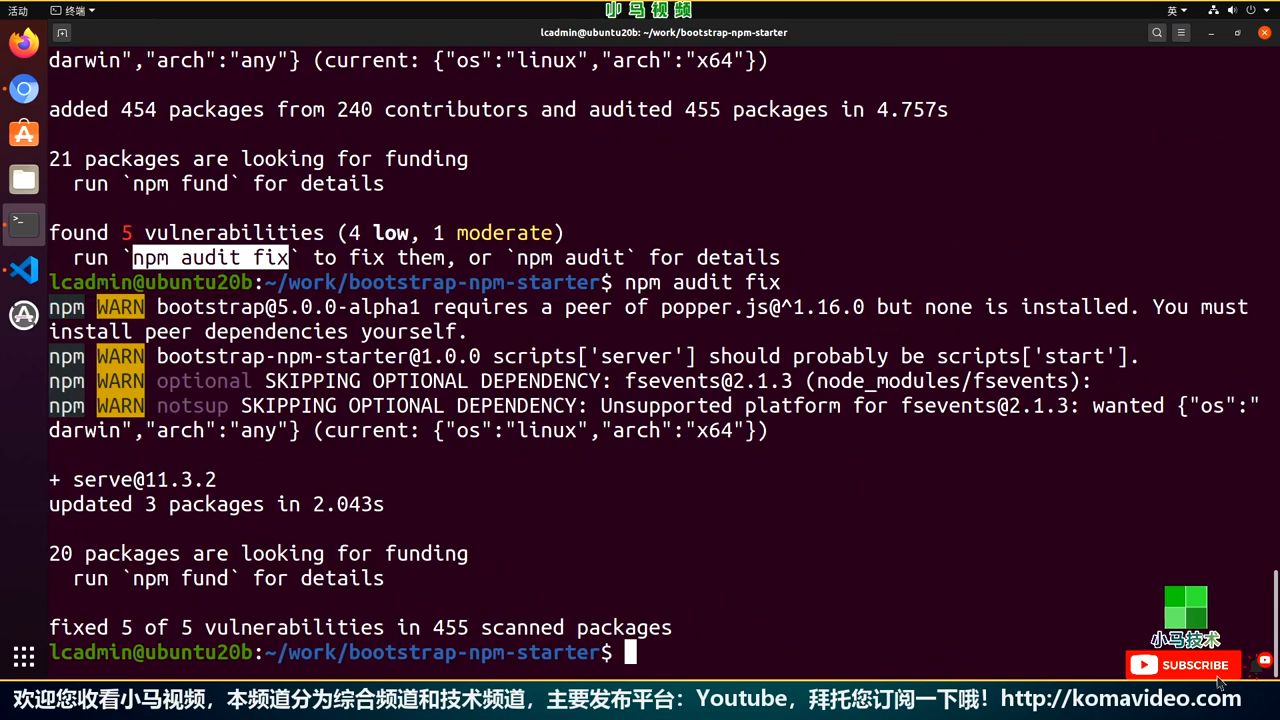 活动
终端
小马视频
英
lcadmin@ubuntu20b: ~/work/bootstrap-npm-starter
darwin","arch":"any"} (current: {"os":"linux","arch":"x64"})
added 454 packages from 240 contributors and audited 455 packages in 4.757s
21 packages are looking for funding
  run `npm fund` for details
found 5 vulnerabilities (4 low, 1 moderate)
  run `npm audit fix` to fix them, or `npm audit` for details
lcadmin@ubuntu20b:~/work/bootstrap-npm-starter$ npm audit fix
npm WARN bootstrap@5.0.0-alpha1 requires a peer of popper.js@^1.16.0 but none is installed. You must
install peer dependencies yourself.
npm WARN bootstrap-npm-starter@1.0.0 scripts['server'] should probably be scripts['start'].
npm WARN optional SKIPPING OPTIONAL DEPENDENCY: fsevents@2.1.3 (node_modules/fsevents):
npm WARN notsup SKIPPING OPTIONAL DEPENDENCY: Unsupported platform for fsevents@2.1.3: wanted {"os":"
darwin","arch":"any"} (current: {"os":"linux","arch":"x64"})
+ serve@11.3.2
updated 3 packages in 2.043s
20 packages are looking for funding
  run `npm fund` for details
fixed 5 of 5 vulnerabilities in 455 scanned packages
lcadmin@ubuntu20b:~/work/bootstrap-npm-starter$
小马技术
SUBSCRIBE
欢迎您收看小马视频，本频道分为综合频道和技术频道，主要发布平台：Youtube，拜托您订阅一下哦！http://komavideo.com